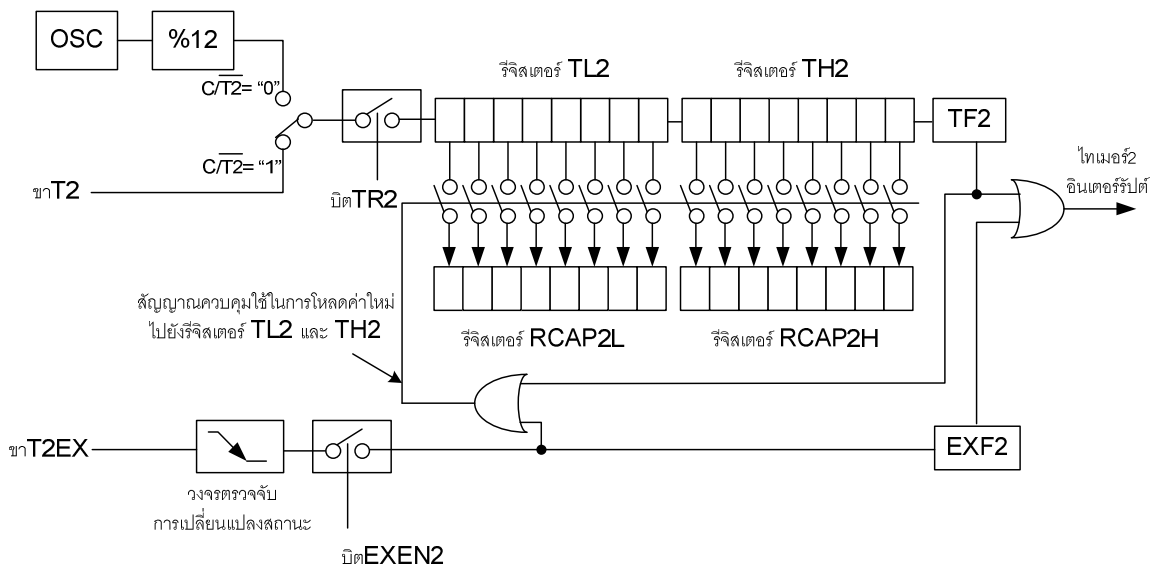 OSC
%12
C/T2= “0”
รีจิสเตอร์ TL2
รีจิสเตอร์ TH2
TF2
C/T2= “1”
ขาT2
บิตTR2
ไทเมอร์2
อินเตอร์รัปต์
สัญญาณควบคุมใช้ในการโหลดค่าใหม่
ไปยังรีจิสเตอร์ TL2 และ TH2
รีจิสเตอร์ RCAP2L
รีจิสเตอร์ RCAP2H
ขาT2EX
EXF2
วงจรตรวจจับ
การเปลี่ยนแปลงสถานะ
บิตEXEN2